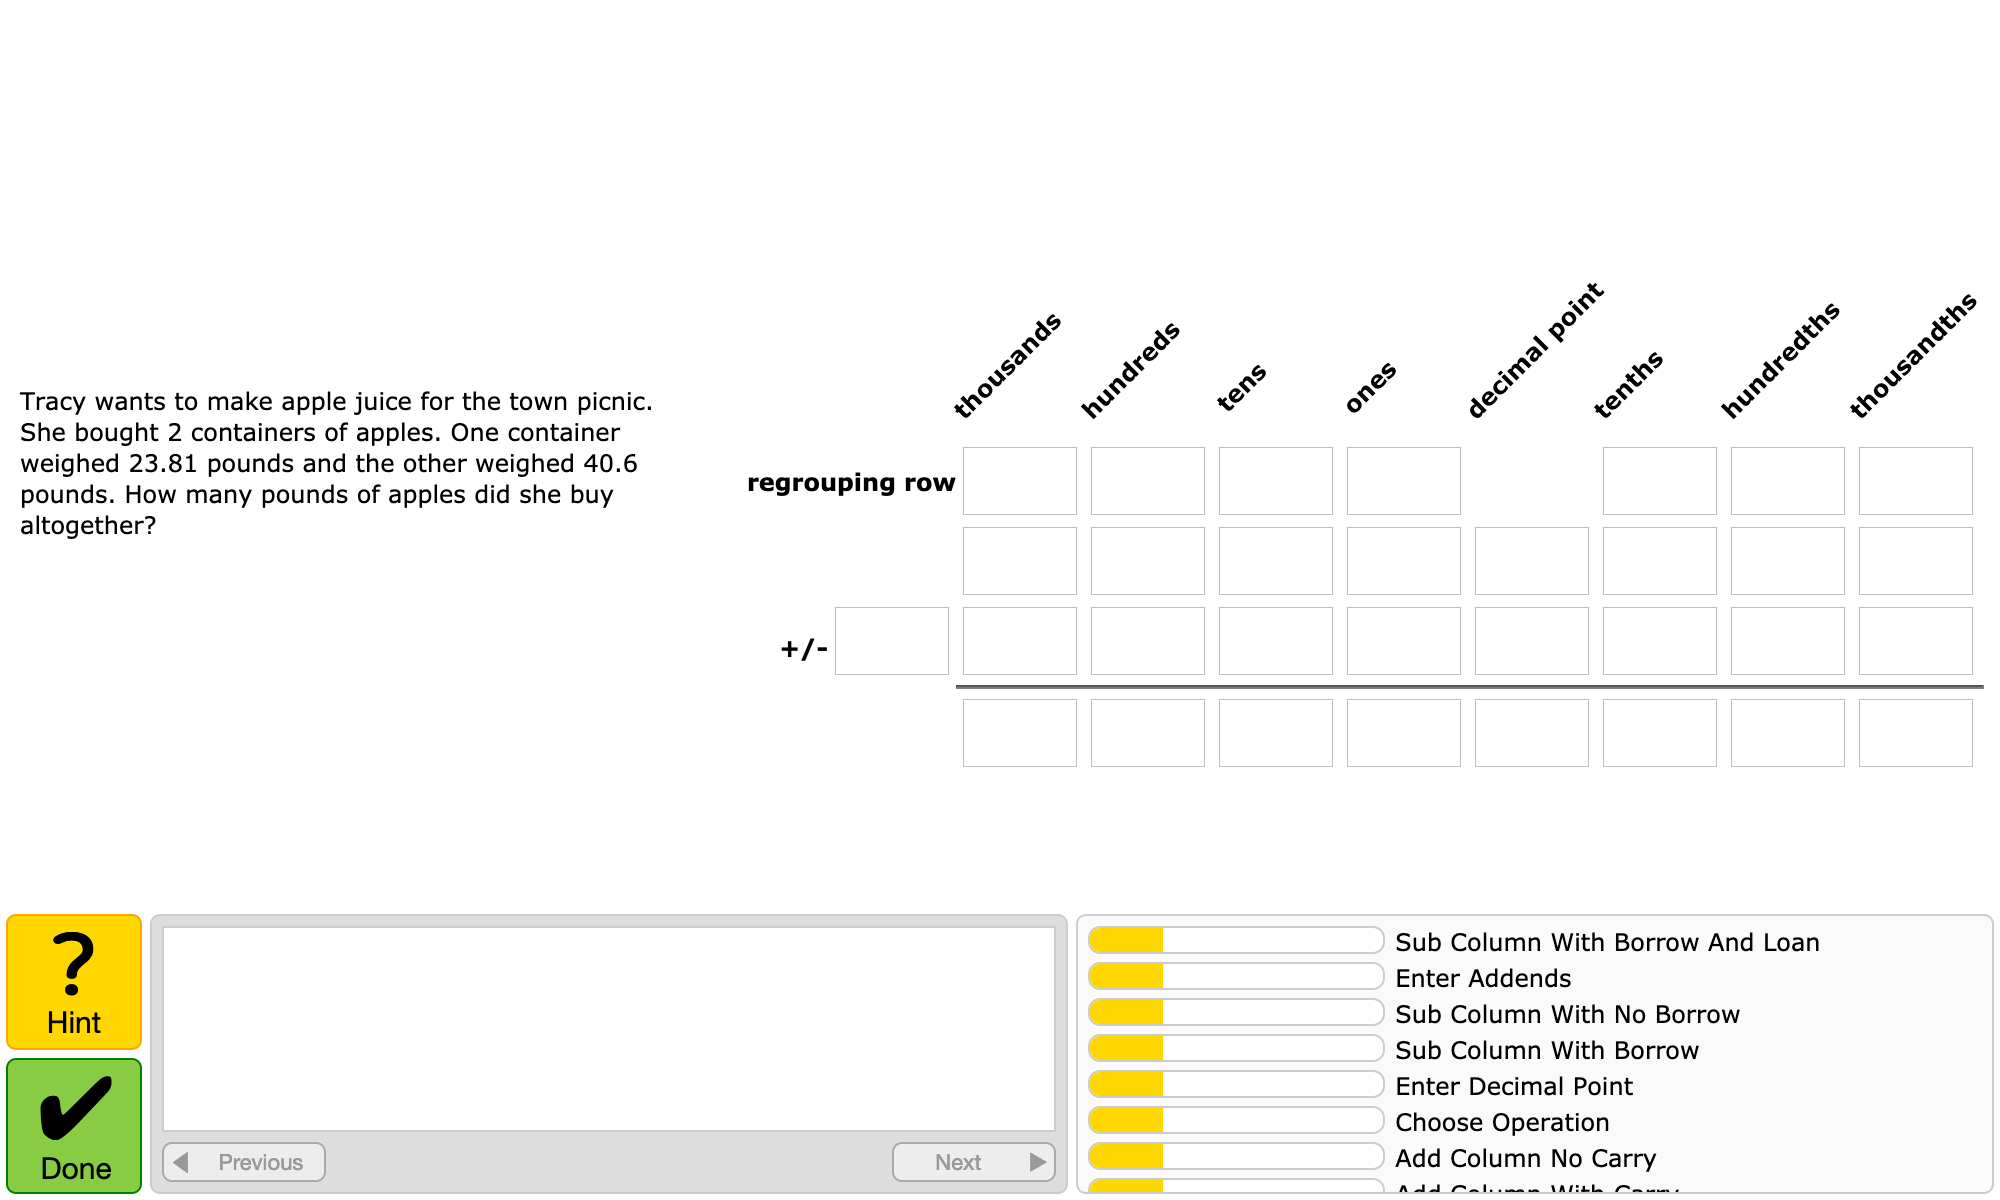 thousands
hundreds
tens
ones
decimal point
tenths
hundredths
thousandths
Tracy wants to make apple juice for the town picnic.
She bought 2 containers of apples. One container
weighed 23.81 pounds and the other weighed 40.6
pounds. How many pounds of apples did she buy
altogether?
regrouping row
+/-
?
Hint
Done
Previous
Next
Sub Column With Borrow And Loan
Enter Addends
Sub Column With No Borrow
Sub Column With Borrow
Enter Decimal Point
Choose Operation
Add Column No Carry
Add Column With Carry